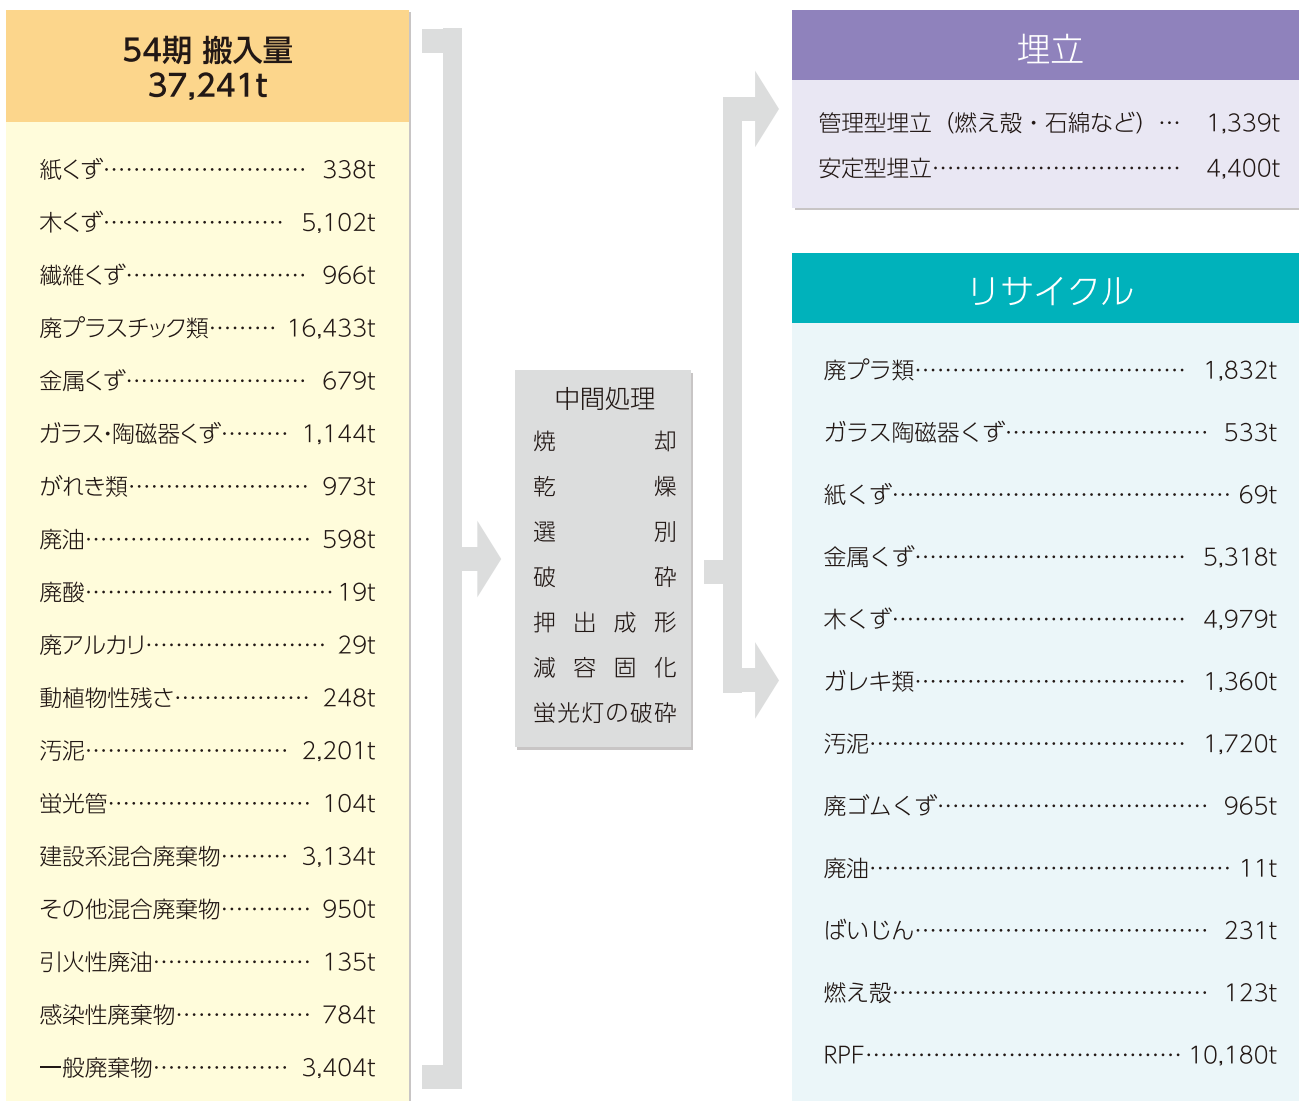 54期 搬入量
37,241t
紙くず………………………… 338t
木くず……………………… 5,102t
繊維くず……………………… 966t
廃プラスチック類……… 16,433t
金属くず……………………… 679t
ガラス・陶磁器くず……… 1,144t
がれき類……………………… 973t
廃油…………………………… 598t
廃酸……………………………… 19t
廃アルカリ……………………… 29t
動植物性残さ………………… 248t
汚泥………………………… 2,201t
蛍光管………………………… 104t
建設系混合廃棄物……… 3,134t
その他混合廃棄物………… 950t
引火性廃油…………………… 135t
感染性廃棄物………………… 784t
一般廃棄物………………… 3,404t
中間処理
焼却
乾燥
選別
破砕
押出成形
減容固化
蛍光灯の破砕
埋立
管理型埋立（燃え殻・石綿など）… 1,339t
安定型埋立……………………………… 4,400t
リサイクル
廃プラ類………………………………… 1,832t
ガラス陶磁器くず………………………… 533t
紙くず………………………………………… 69t
金属くず………………………………… 5,318t
木くず…………………………………… 4,979t
ガレキ類………………………………… 1,360t
汚泥……………………………………… 1,720t
廃ゴムくず………………………………… 965t
廃油…………………………………………… 11t
ばいじん…………………………………… 231t
燃え殻……………………………………… 123t
RPF……………………………………… 10,180t